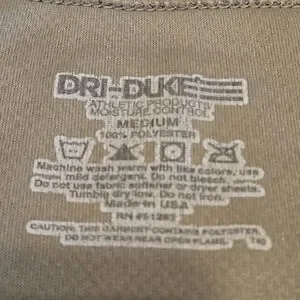 DRI-DUKE
ATHLETIC PRODUCTS
MOISTURE CONTROL
MEDIUM
100% POLYESTER
Machine wash warm with like colors, use
mild detergent. Do not bleach.
Do not use fabric softener or dryer sheets.
Tumble dry low. Do not iron.
Made in USA
RN #61283
CAUTION: THIS GARMENT CONTAINS POLYESTER
DO NOT WEAR NEAR OPEN FLAME.